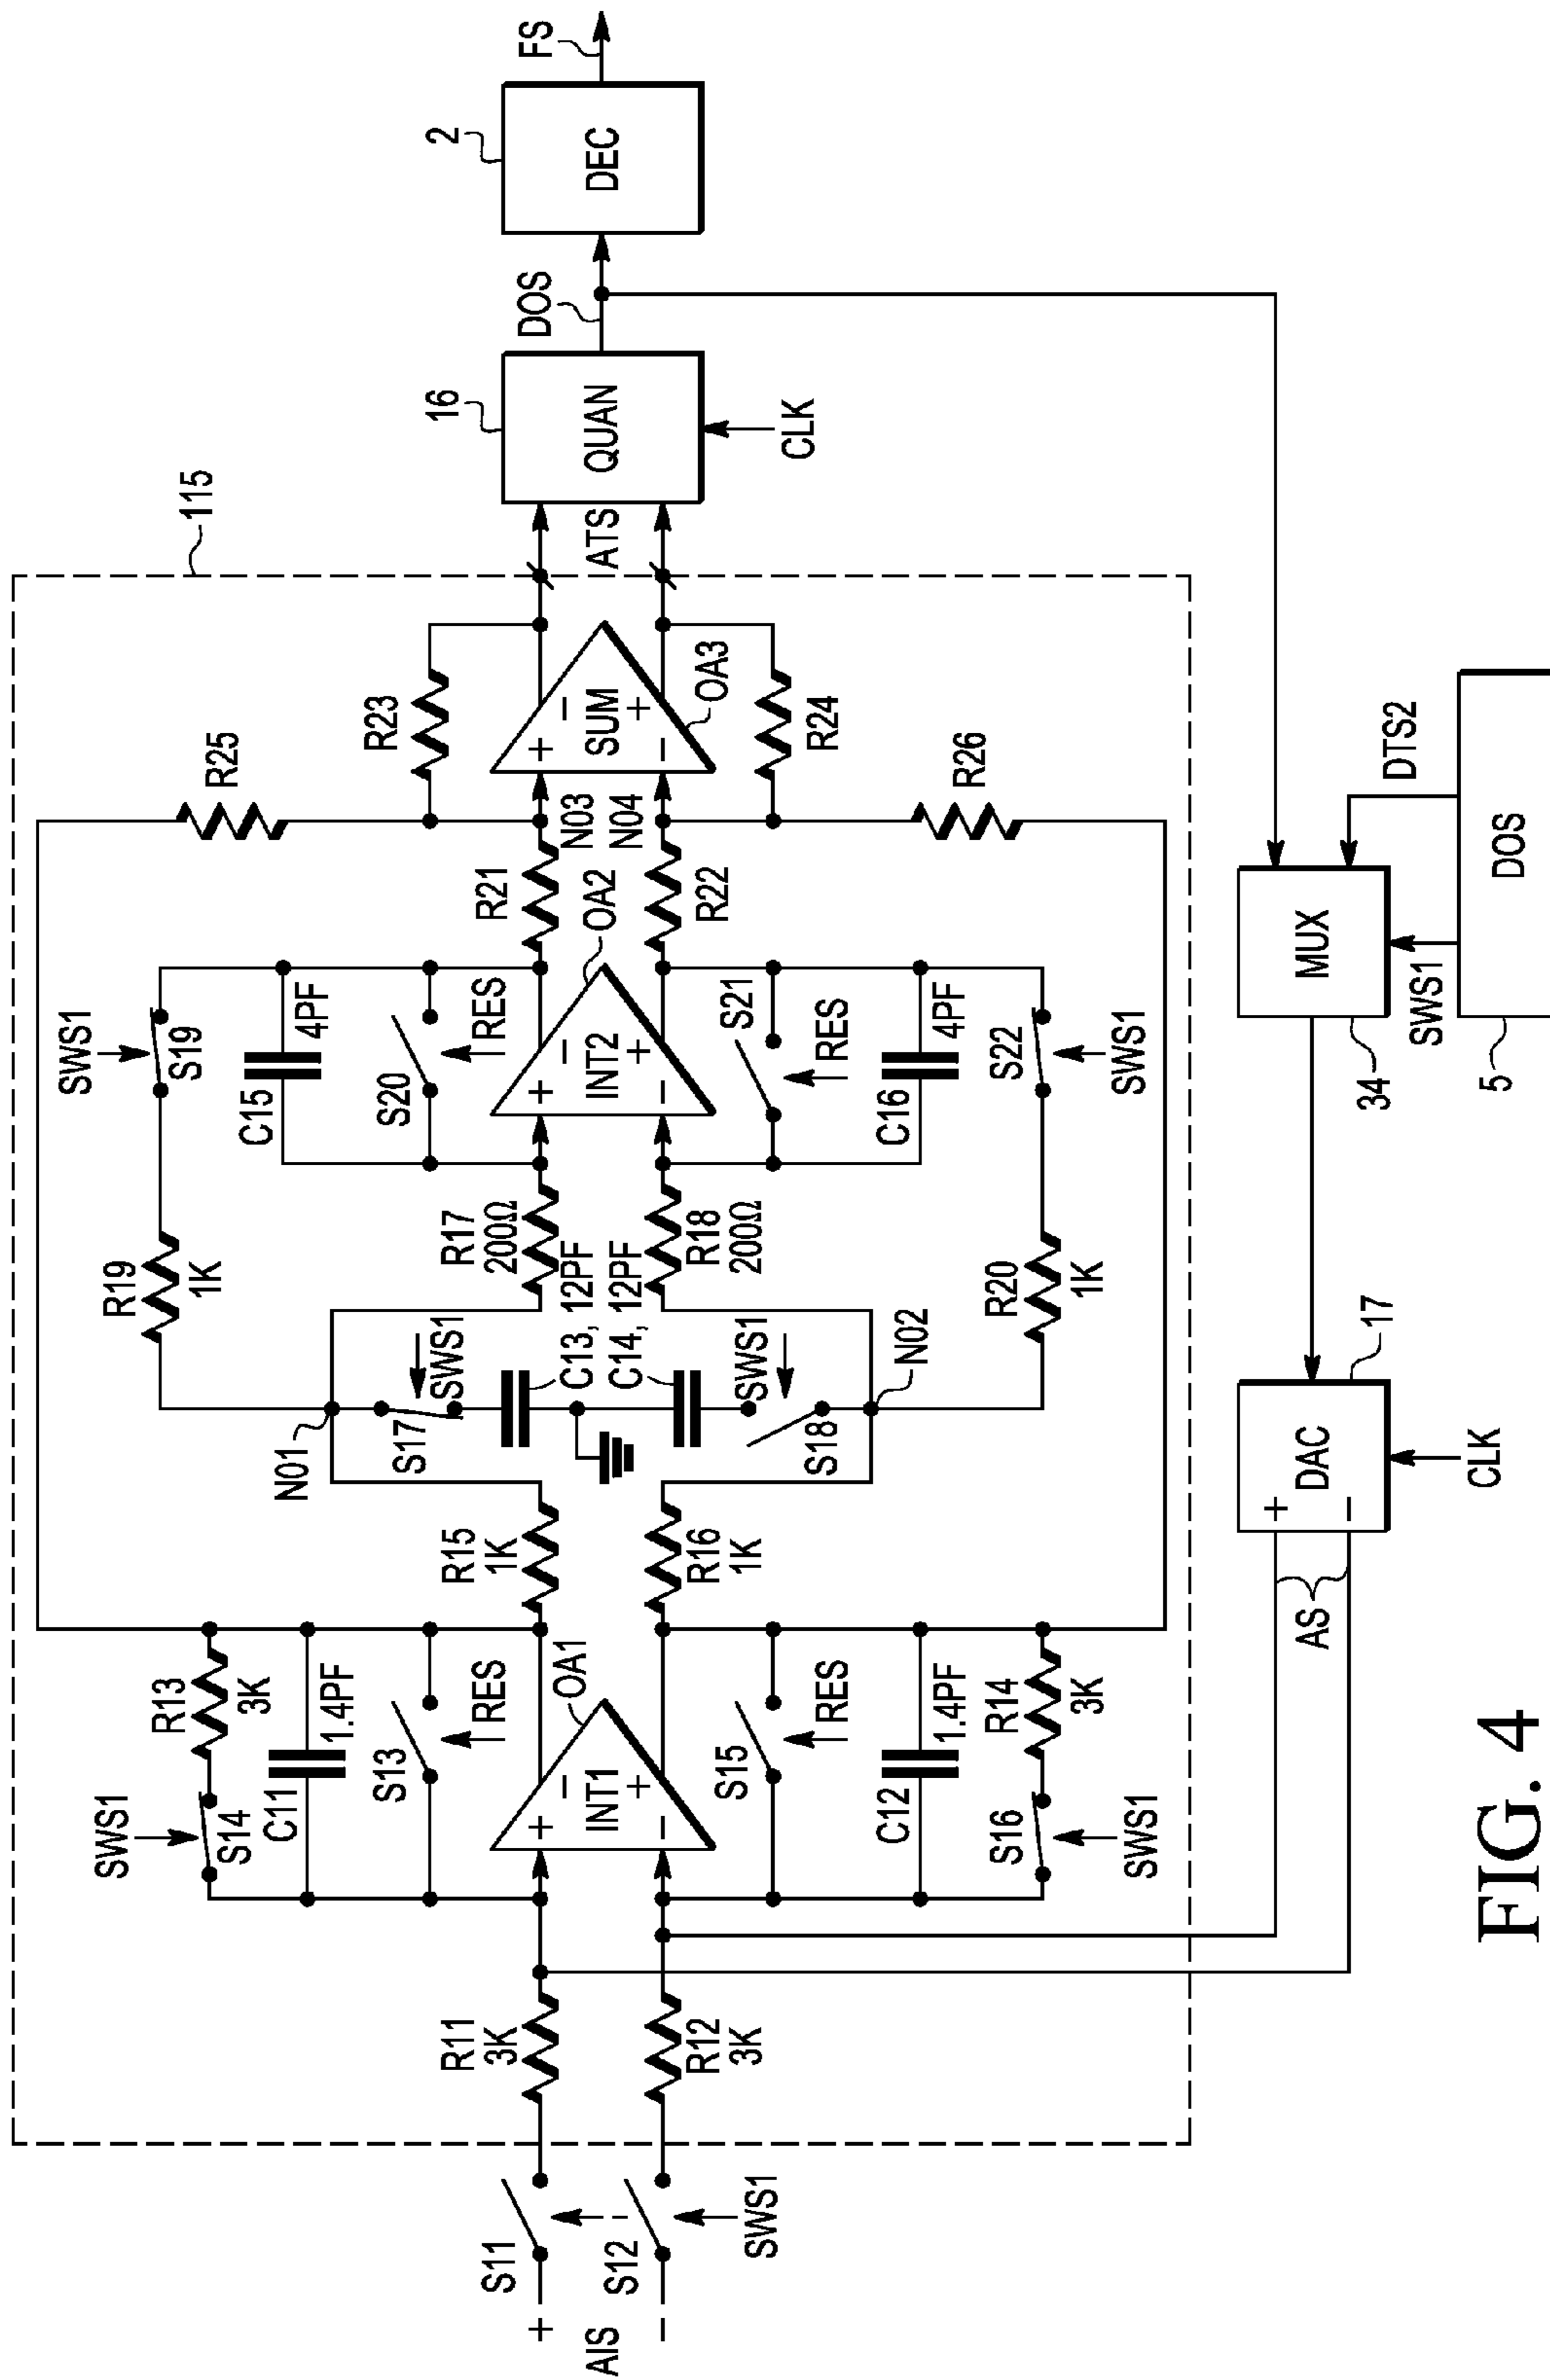 SWS1
S14
R13
3K
C11
1.4PF
S13
RES
OA1
+ −
INT1
− +
S15
RES
C12
1.4PF
S16
R14
3K
SWS1
+
AIS
−
S11
S12
SWS1
R11
3K
R12
3K
R15
1K
R16
1K
N01
S17
SWS1
C13, 12PF
C14, 12PF
SWS1
S18
N02
R19
1K
R17
200Ω
R18
200Ω
R20
1K
SWS1
S19
C15
4PF
S20
RES
OA2
+ −
INT2
− +
S21
RES
C16
4PF
S22
SWS1
R21
R22
N03
N04
R25
R23
+ −
SUM
− +
OA3
R24
R26
115
ATS
16
QUAN
CLK
DOS
2
DEC
FS
AS
+
−
DAC
17
CLK
MUX
34
SWS1
DTS2
DOS
5
FIG. 4